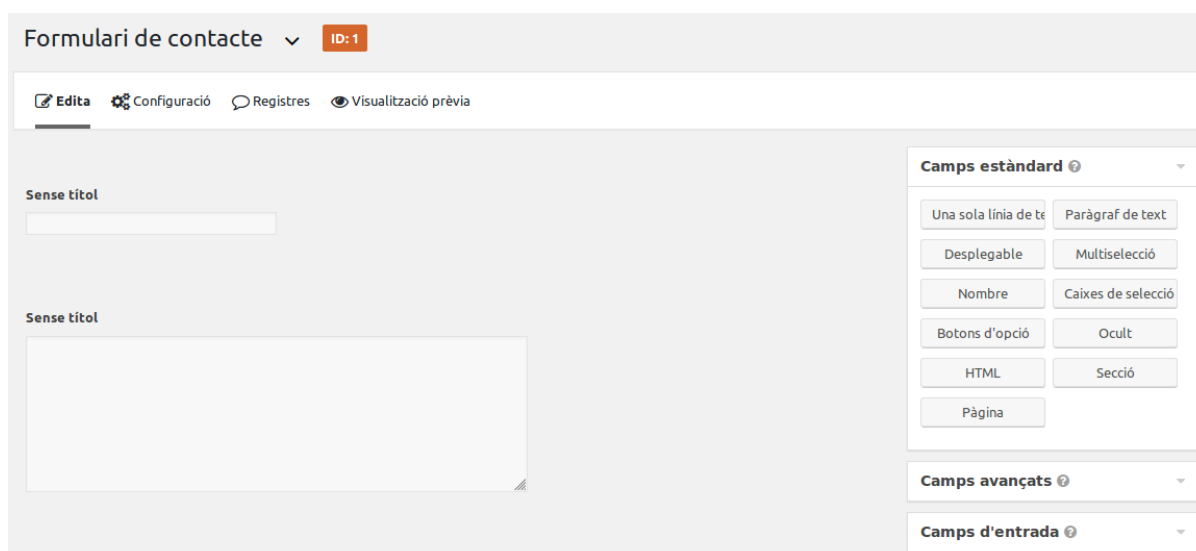 Formulari de contacte ID: 1
Edita Configuració Registres Visualització prèvia
Sense títol
Sense títol
Camps estàndard
Una sola línia de te Paràgraf de text
Desplegable Multiselecció
Nombre Caixes de selecció
Botons d'opció Ocult
HTML Secció
Pàgina
Camps avançats
Camps d'entrada